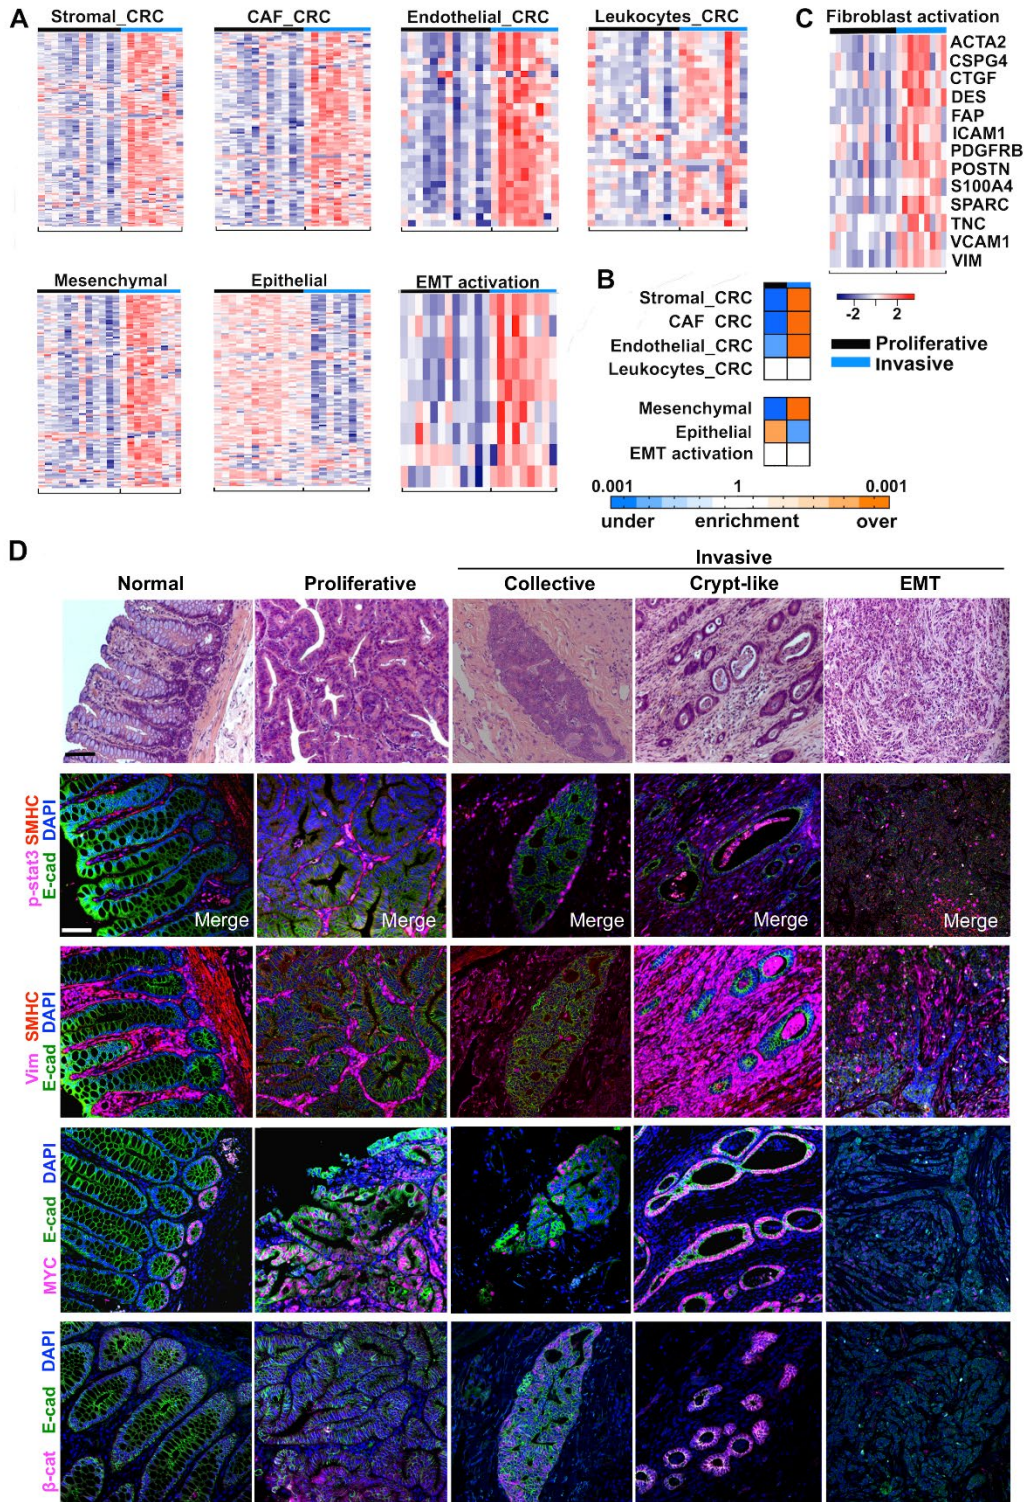 A
Stromal_CRC
CAF_CRC
Endothelial_CRC
Leukocytes_CRC
C
Fibroblast activation
ACTA2
CSPG4
CTGF
DES
FAP
ICAM1
PDGFRB
POSTN
S100A4
SPARC
TNC
VCAM1
VIM
-2 2
Proliferative
Invasive
Mesenchymal
Epithelial
EMT activation
B
Stromal_CRC
CAF_CRC
Endothelial_CRC
Leukocytes_CRC
Mesenchymal
Epithelial
EMT activation
0.001 1 0.001
under enrichment over
D
Invasive
Normal Proliferative Collective Crypt-like EMT
p-stat3 SMHC
E-cad DAPI
Merge Merge Merge Merge Merge
Vim SMHC
E-cad DAPI
MYC E-cad DAPI
β-cat E-cad DAPI